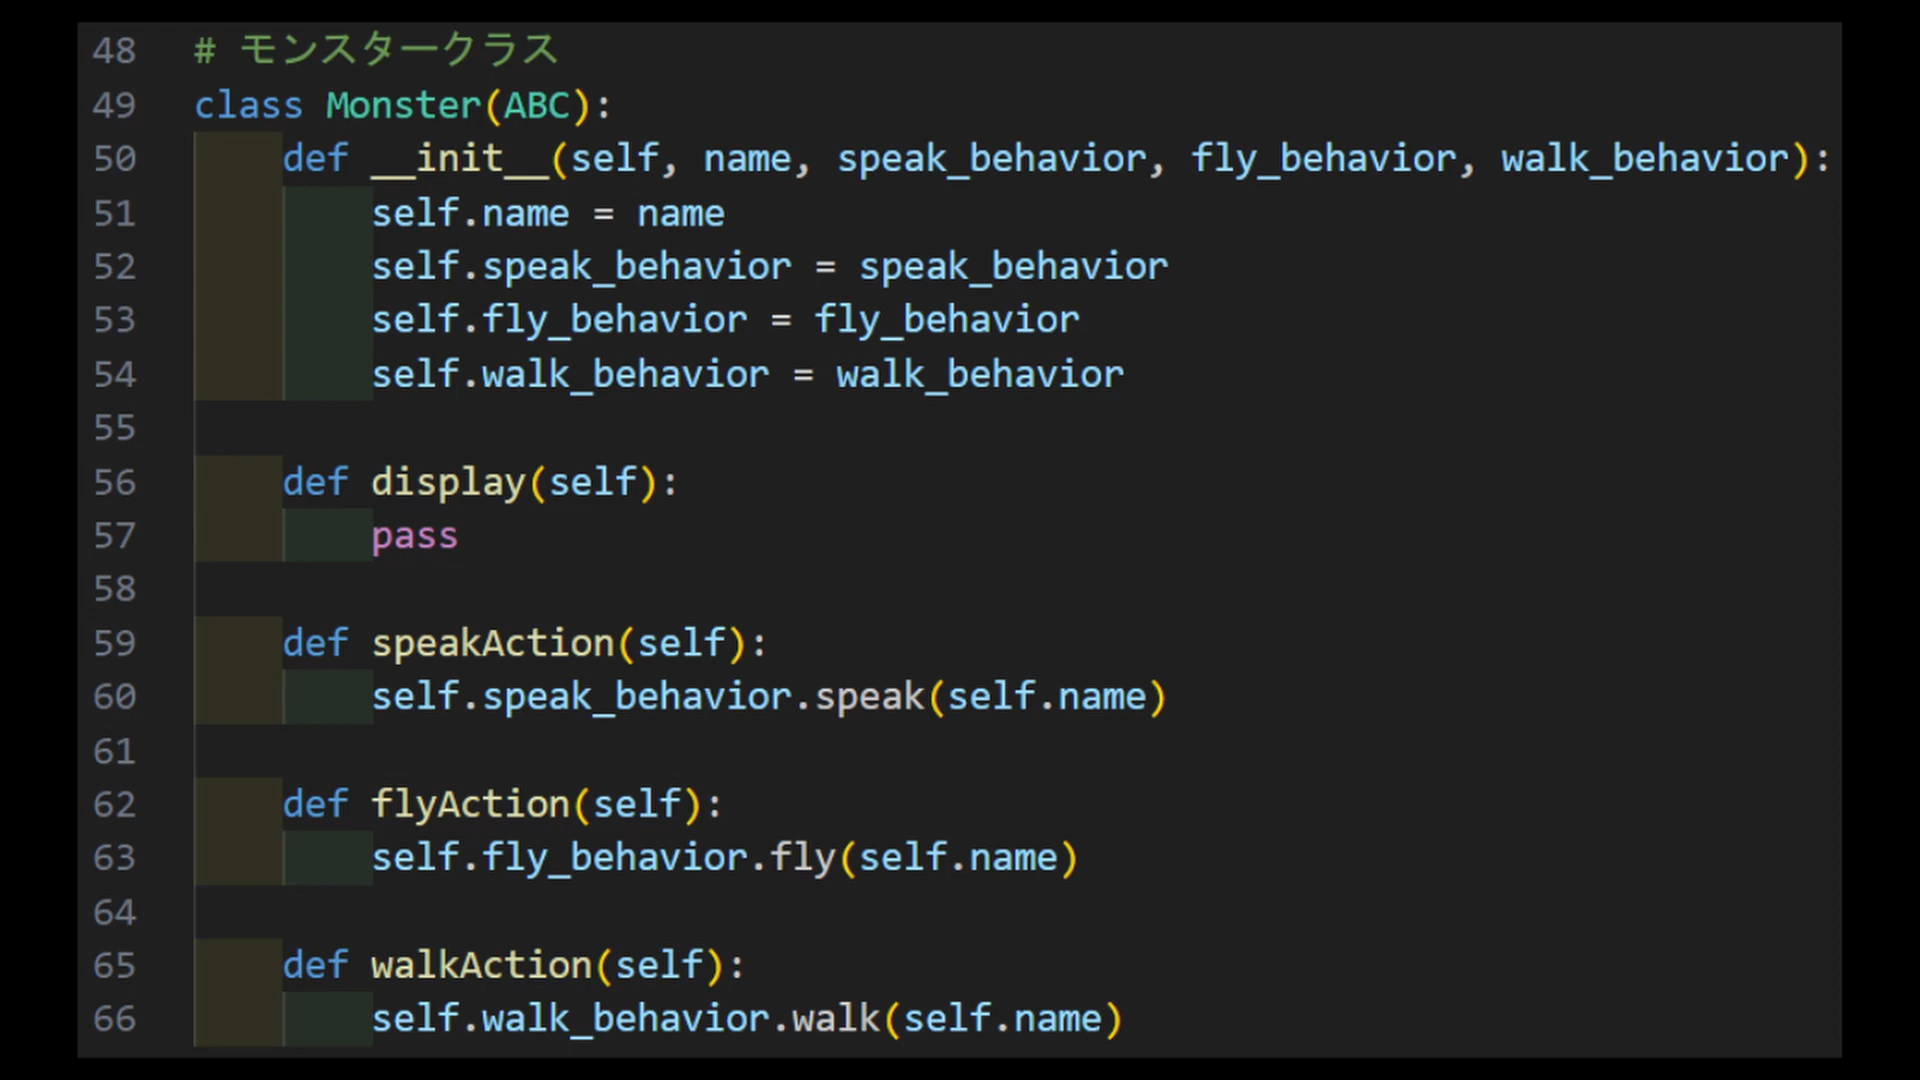 48 # モンスタークラス
49 class Monster(ABC):
50     def __init__(self, name, speak_behavior, fly_behavior, walk_behavior):
51         self.name = name
52         self.speak_behavior = speak_behavior
53         self.fly_behavior = fly_behavior
54         self.walk_behavior = walk_behavior
55
56     def display(self):
57         pass
58
59     def speakAction(self):
60         self.speak_behavior.speak(self.name)
61
62     def flyAction(self):
63         self.fly_behavior.fly(self.name)
64
65     def walkAction(self):
66         self.walk_behavior.walk(self.name)